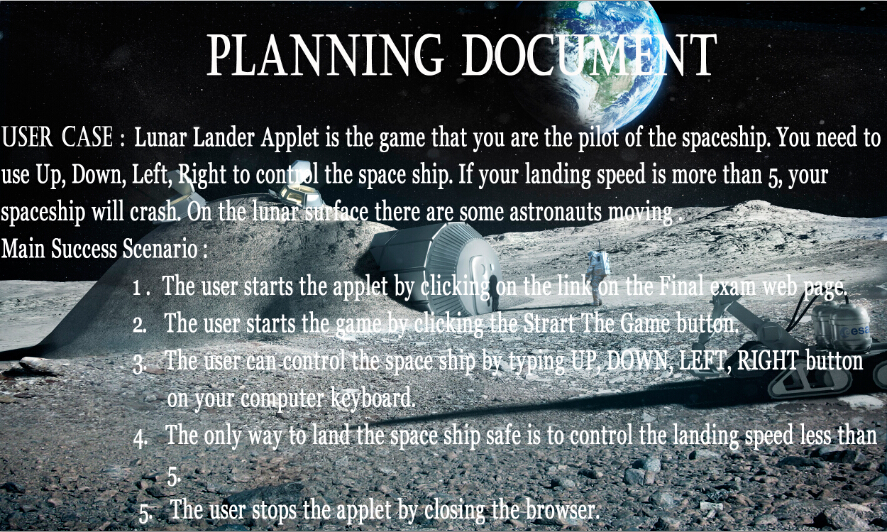 PLANNING DOCUMENT
USER CASE : Lunar Lander Applet is the game that you are the pilot of the spaceship. You need to
use Up, Down, Left, Right to control the space ship. If your landing speed is more than 5, your
spaceship will crash. On the lunar surface there are some astronauts moving .
Main Success Scenario :
1 . The user starts the applet by clicking on the link on the Final exam web page.
2. The user starts the game by clicking the Strart The Game button.
3. The user can control the space ship by typing UP, DOWN, LEFT, RIGHT button
on your computer keyboard.
4. The only way to land the space ship safe is to control the landing speed less than
5.
5. The user stops the applet by closing the browser.
esa